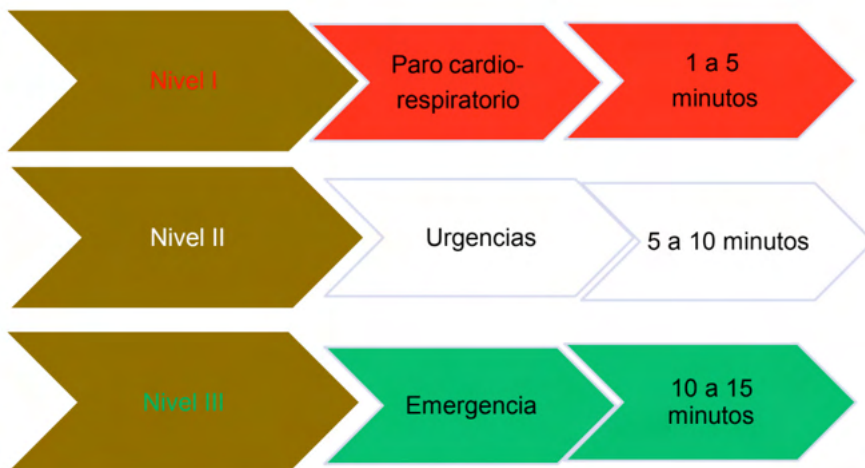 Nivel I
Paro cardio-
respiratorio
1 a 5
minutos
Nivel II
Urgencias
5 a 10 minutos
Nivel III
Emergencia
10 a 15
minutos